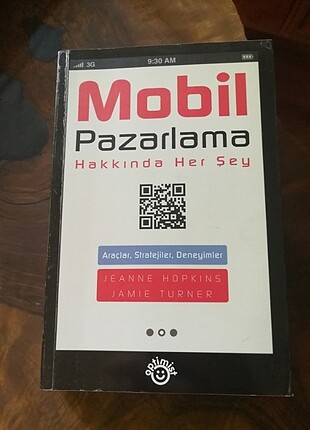 3G 9:30 AM
Mobil
Pazarlama
Hakkında Her Şey
Araçlar, Stratejiler, Deneyimler
JEANNE HOPKINS
JAMIE TURNER
optimist